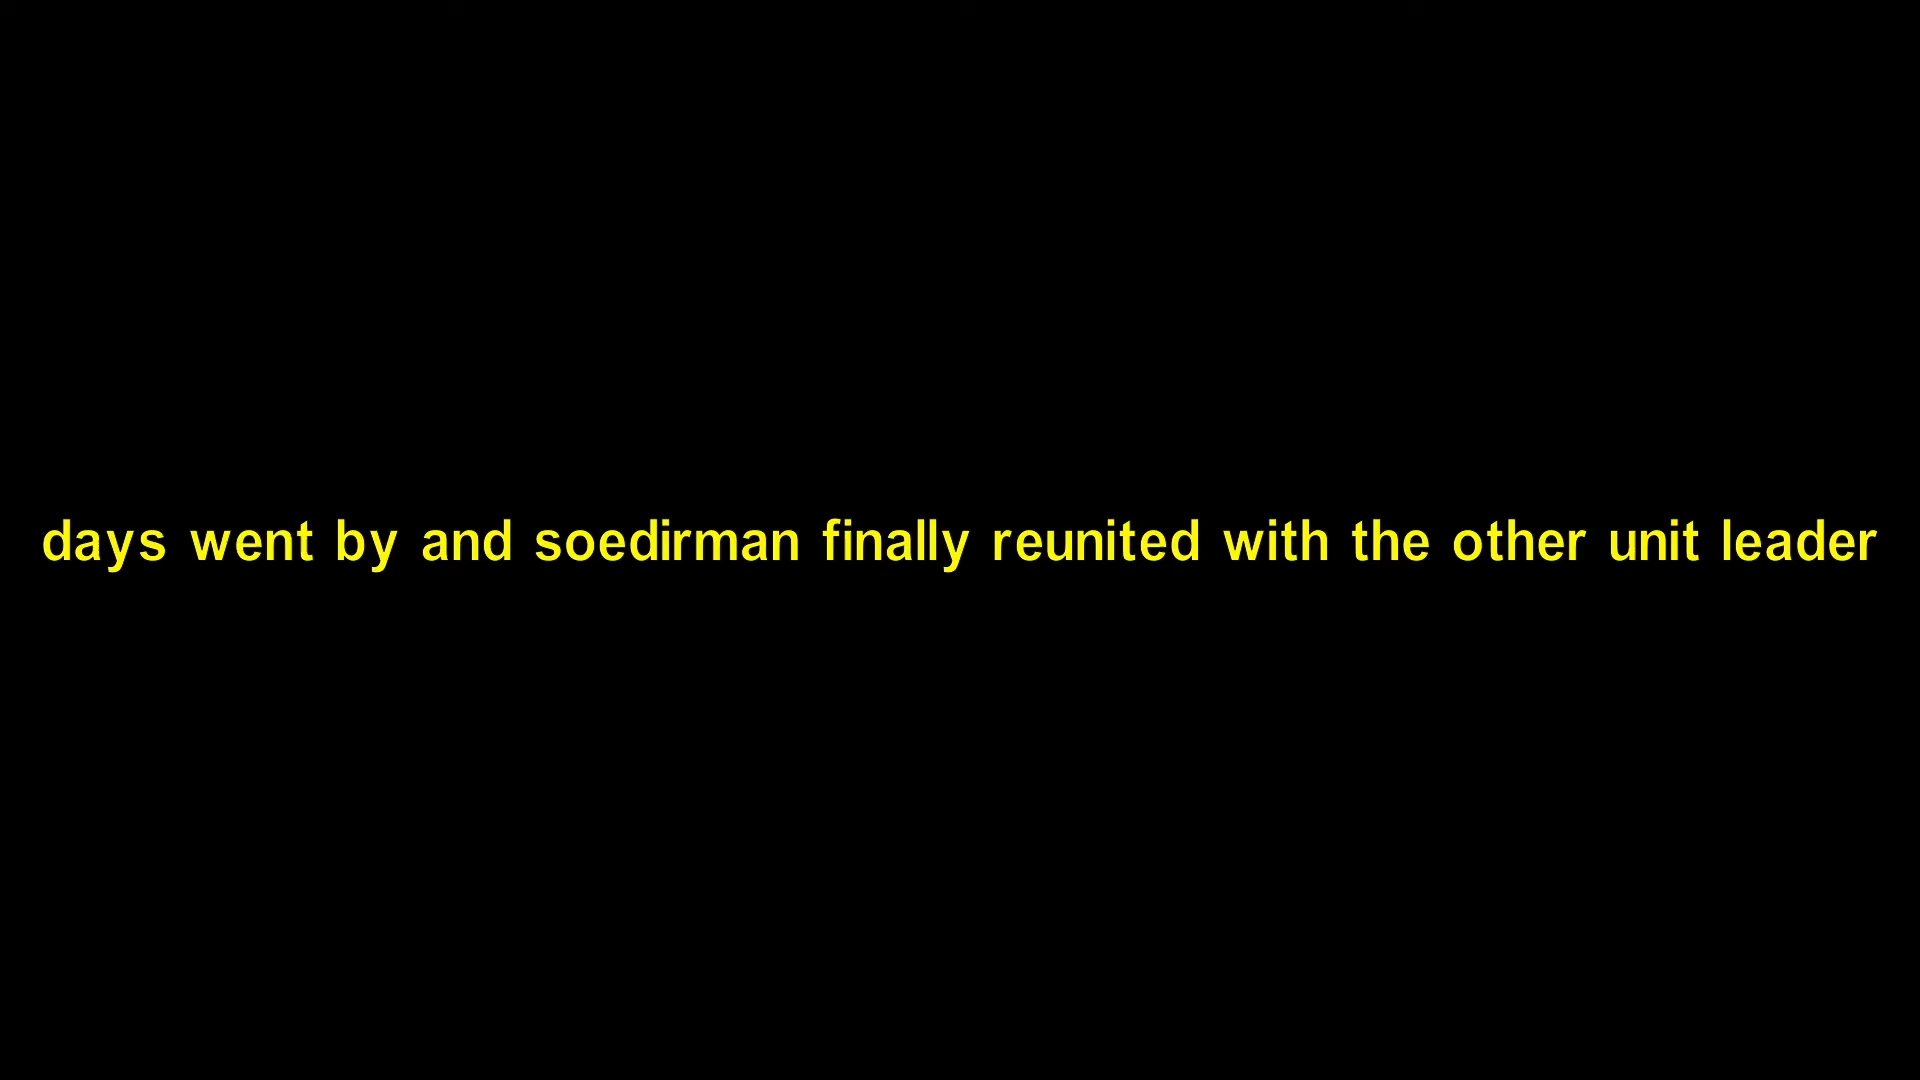 days went by and soedirman finally reunited with the other unit leader